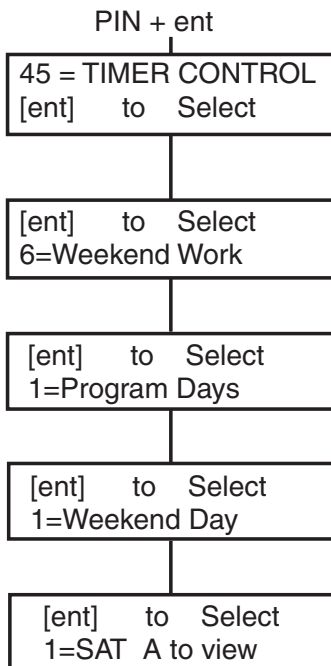 PIN + ent
45 = TIMER CONTROL
[ent] to Select
[ent] to Select
6=Weekend Work
[ent] to Select
1=Program Days
[ent] to Select
1=Weekend Day
[ent] to Select
1=SAT A to view